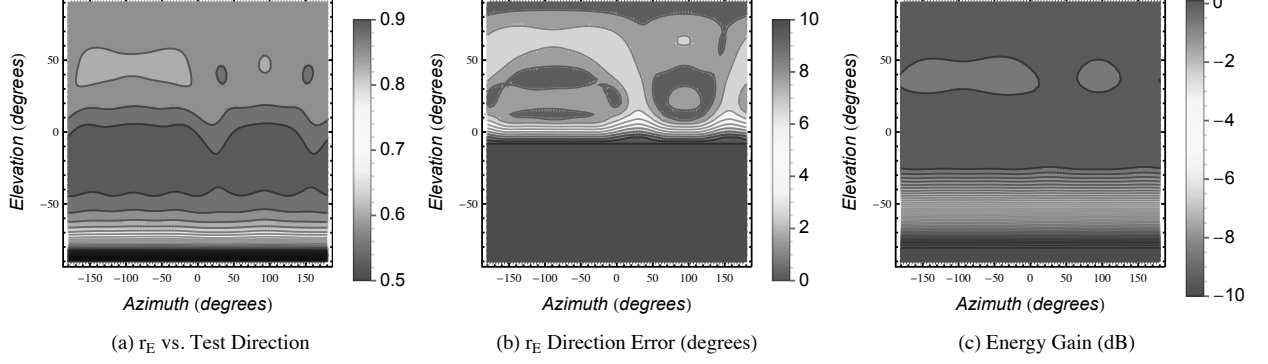 50
0
−50
Elevation (degrees)
−150 −100 −50 0 50 100 150
Azimuth (degrees)
0.9
0.8
0.7
0.6
0.5
50
0
−50
Elevation (degrees)
−150 −100 −50 0 50 100 150
Azimuth (degrees)
10
8
6
4
2
0
50
0
−50
Elevation (degrees)
−150 −100 −50 0 50 100 150
Azimuth (degrees)
0
−2
−4
−6
−8
−10
(a) rE vs. Test Direction
(b) rE Direction Error (degrees)
(c) Energy Gain (dB)